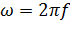 ω = 2πf